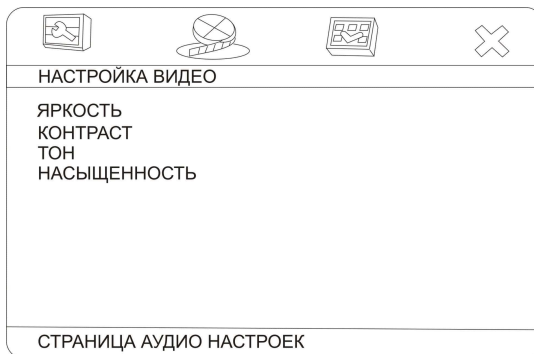 НАСТРОЙКА ВИДЕО
ЯРКОСТЬ
КОНТРАСТ
ТОН
НАСЫЩЕННОСТЬ
СТРАНИЦА АУДИО НАСТРОЕК